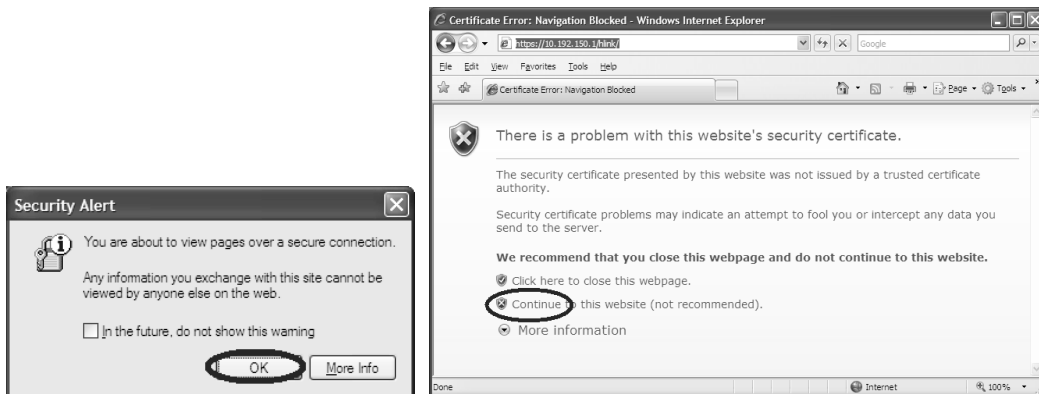 Security Alert
You are about to view pages over a secure connection.
Any information you exchange with this site cannot be
viewed by anyone else on the web.
In the future, do not show this warning
OK
More Info
Certificate Error: Navigation Blocked - Windows Internet Explorer
https://10.192.150.1/hlink/
Google
File Edit View Favorites Tools Help
Certificate Error: Navigation Blocked
Page Tools
There is a problem with this website's security certificate.
The security certificate presented by this website was not issued by a trusted certificate
authority.
Security certificate problems may indicate an attempt to fool you or intercept any data you
send to the server.
We recommend that you close this webpage and do not continue to this website.
Click here to close this webpage.
Continue to this website (not recommended).
More information
Done
Internet
100%